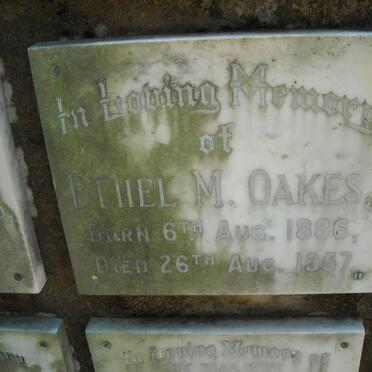 In Loving Memory
of
ETHEL M. OAKES
BORN 6TH AUG. 1886,
DIED 26TH AUG. 1957
In Loving Memory of